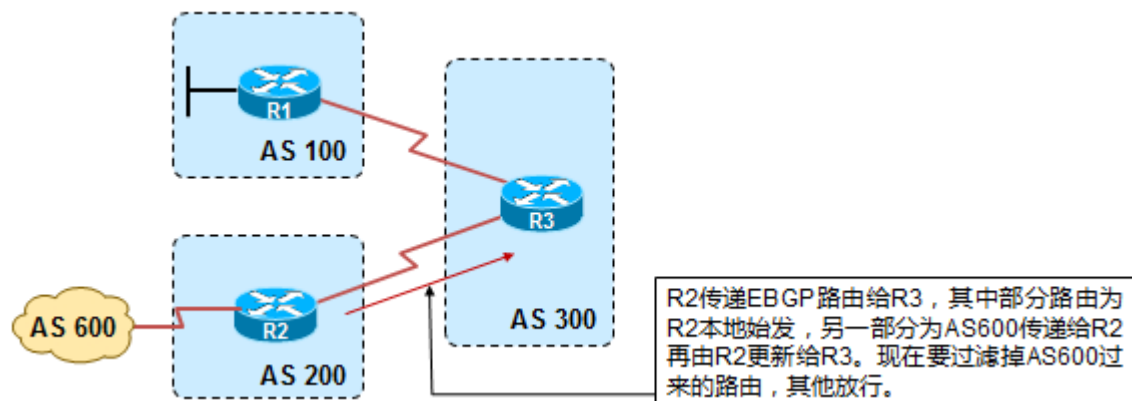 R1
AS 100
R3
AS 300
AS 600
R2
AS 200
R2传递EBGP路由给R3，其中部分路由为
R2本地始发，另一部分为AS600传递给R2
再由R2更新给R3。现在要过滤掉AS600过
来的路由，其他放行。